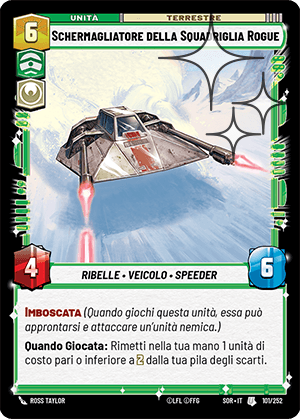 UNITÀ
TERRESTRE
6
SCHERMAGLIATORE DELLA SQUADRIGLIA ROGUE
4
6
RIBELLE • VEICOLO • SPEEDER
IMBOSCATA (Quando giochi questa unità, essa può
approntarsi e attaccare un'unità nemica.)
Quando Giocata: Rimetti nella tua mano 1 unità di
costo pari o inferiore a 2 dalla tua pila degli scarti.
ROSS TAYLOR
©LFL ©FFG
SOR • IT
U
101/252